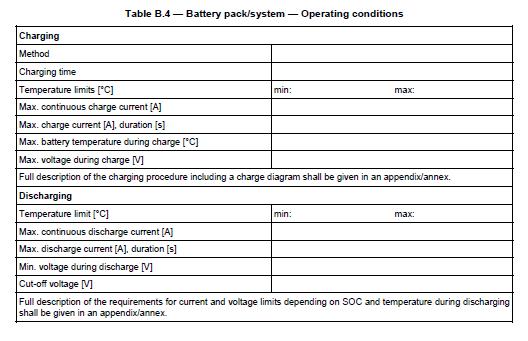 Table B.4 — Battery pack/system — Operating conditions
Charging
Method
Charging time
Temperature limits [°C] min: max:
Max. continuous charge current [A]
Max. charge current [A], duration [s]
Max. battery temperature during charge [°C]
Max. voltage during charge [V]
Full description of the charging procedure including a charge diagram shall be given in an appendix/annex.
Discharging
Temperature limit [°C] min: max:
Max. continuous discharge current [A]
Max. discharge current [A], duration [s]
Min. voltage during discharge [V]
Cut-off voltage [V]
Full description of the requirements for current and voltage limits depending on SOC and temperature during discharging
shall be given in an appendix/annex.